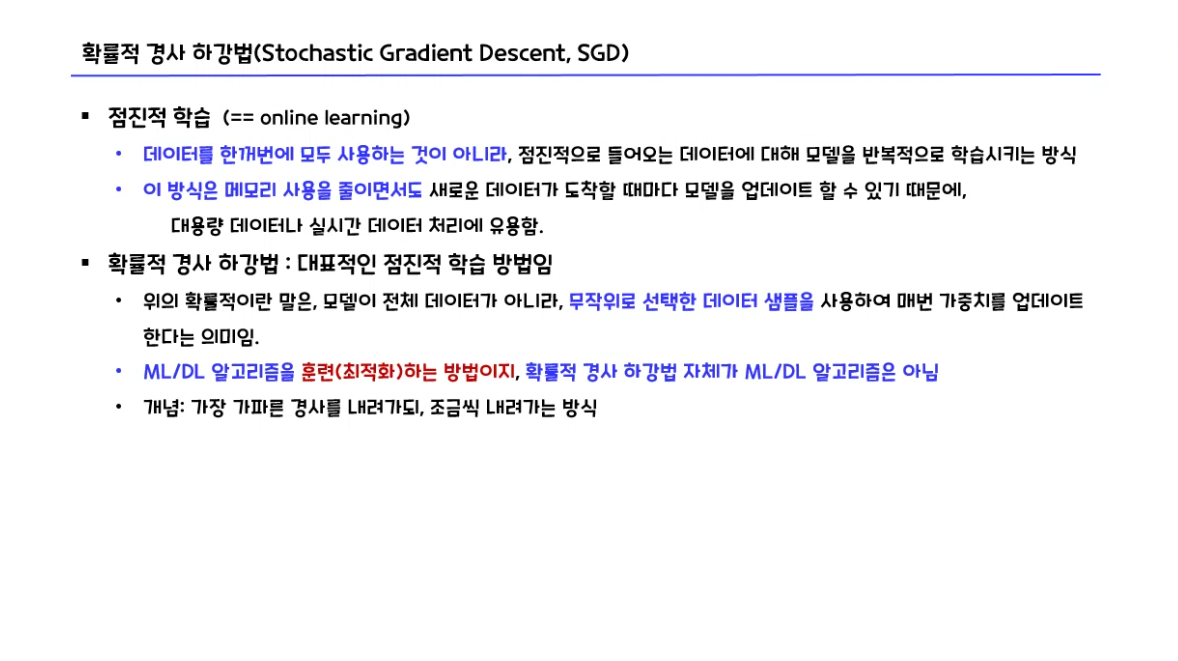 확률적 경사 하강법(Stochastic Gradient Descent, SGD)
▪ 점진적 학습 (== online learning)
• 데이터를 한꺼번에 모두 사용하는 것이 아니라, 점진적으로 들어오는 데이터에 대해 모델을 반복적으로 학습시키는 방식
• 이 방식은 메모리 사용을 줄이면서도 새로운 데이터가 도착할 때마다 모델을 업데이트 할 수 있기 때문에,
대용량 데이터나 실시간 데이터 처리에 유용함.
▪ 확률적 경사 하강법 : 대표적인 점진적 학습 방법임
• 위의 확률적이란 말은, 모델이 전체 데이터가 아니라, 무작위로 선택한 데이터 샘플을 사용하여 매번 가중치를 업데이트
한다는 의미임.
• ML/DL 알고리즘을 훈련(최적화)하는 방법이지, 확률적 경사 하강법 자체가 ML/DL 알고리즘은 아님
• 개념: 가장 가파른 경사를 내려가되, 조금씩 내려가는 방식